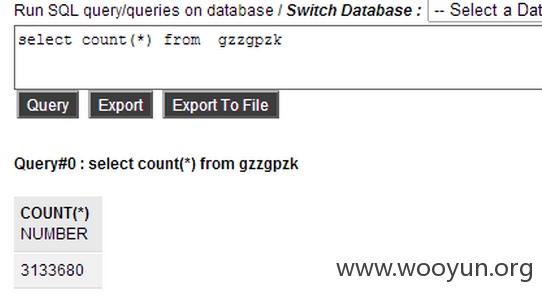 Run SQL query/queries on database / Switch Database : -- Select a Dat
select count(*) from  gzzgpzk
Query Export Export To File
Query#0 : select count(*) from gzzgpzk
COUNT(*)
NUMBER
3133680
www.wooyun.org